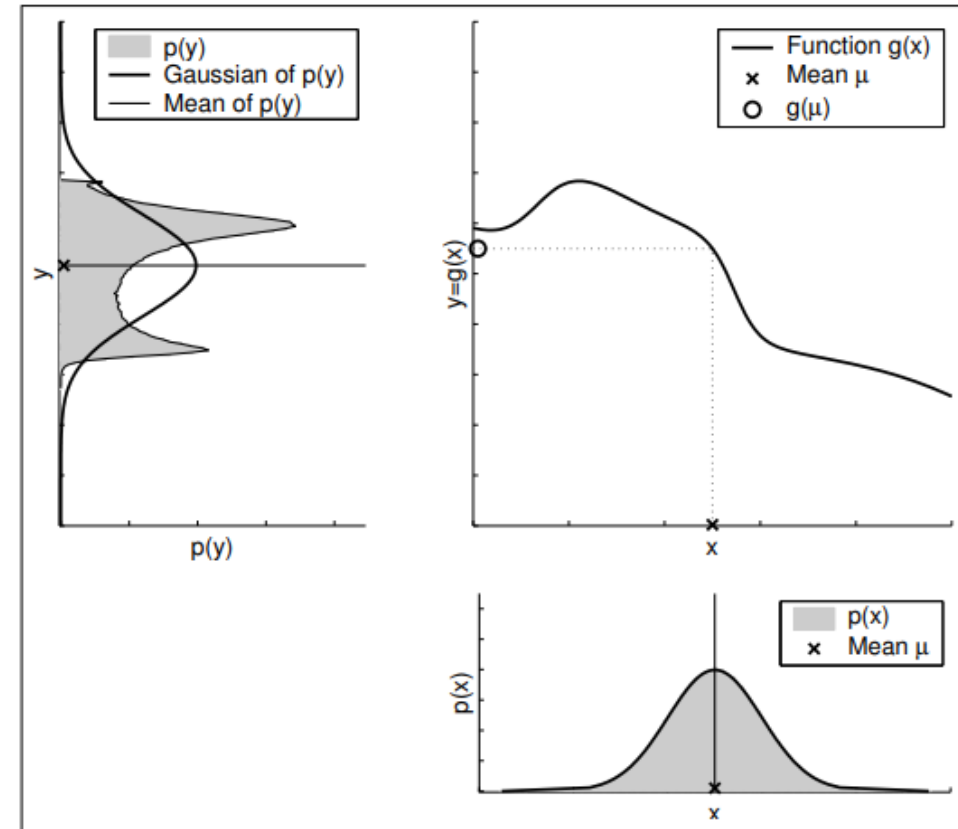 p(y)
Gaussian of p(y)
Mean of p(y)
y
p(y)
Function g(x)
Mean μ
g(μ)
y=g(x)
x
p(x)
Mean μ
p(x)
x